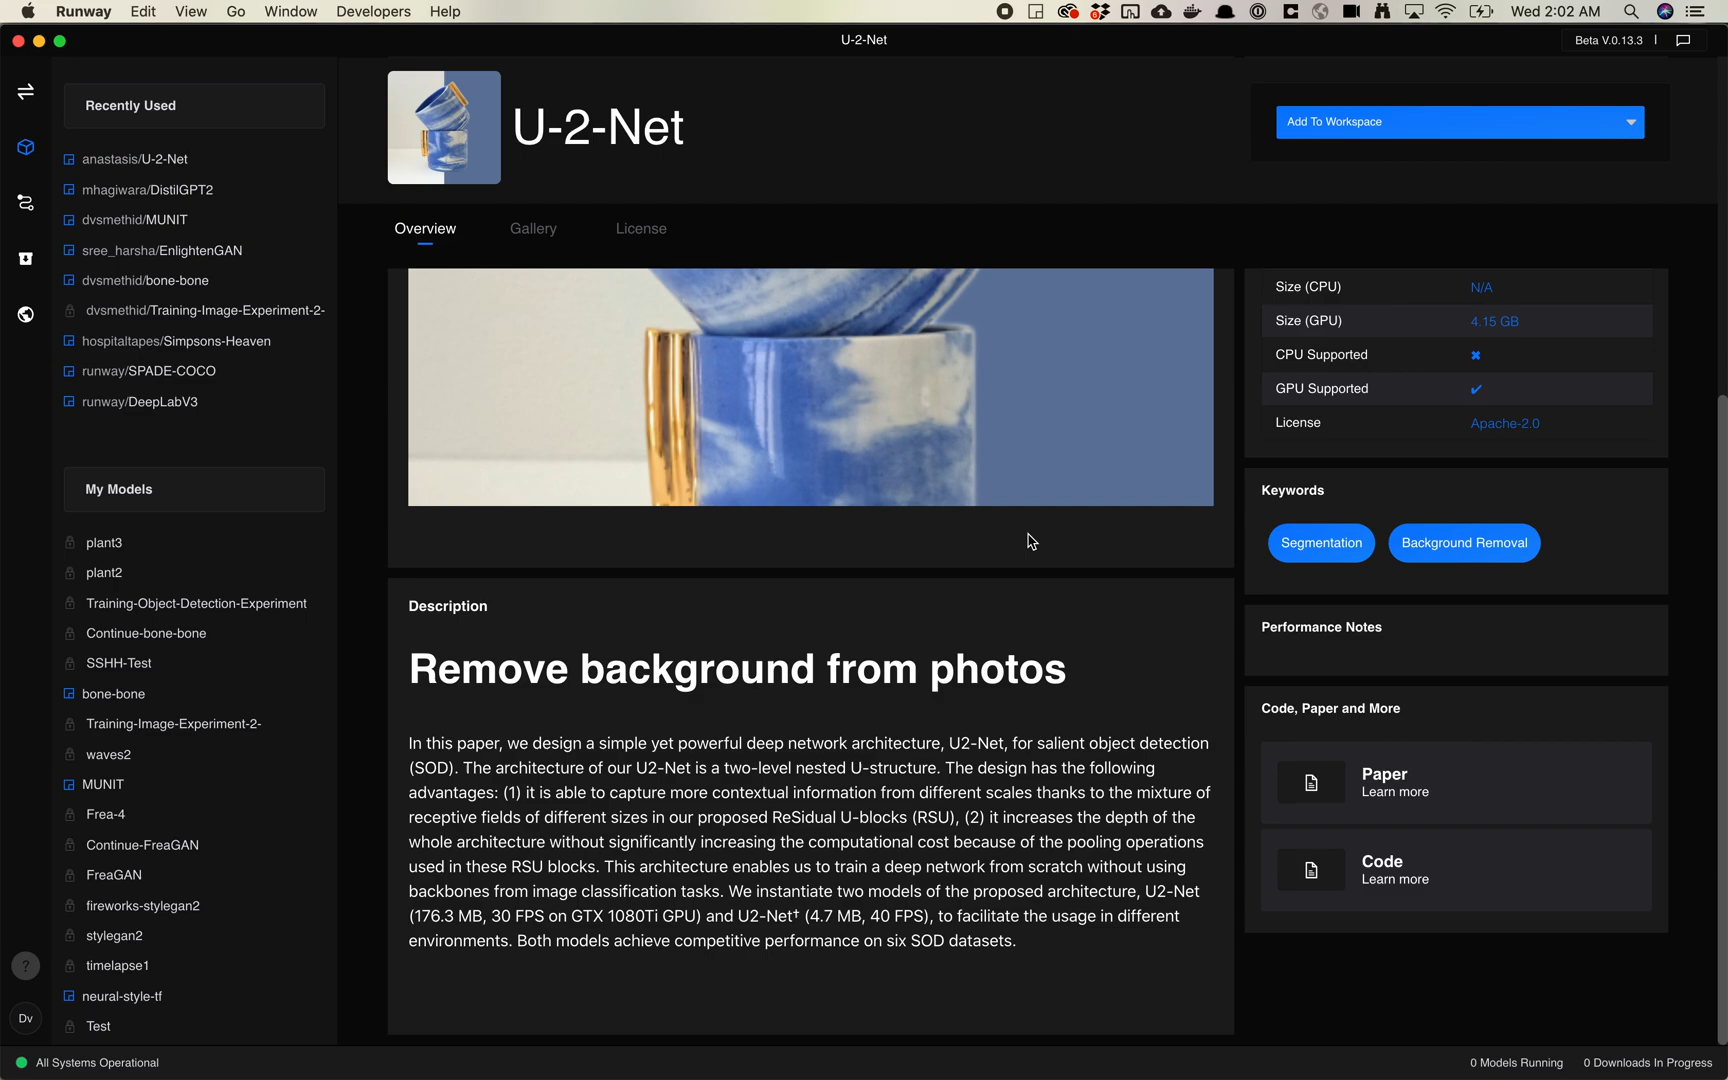 Runway Edit View Go Window Developers Help
Wed 2:02 AM
U-2-Net
Beta V.0.13.3
Recently Used
anastasis/U-2-Net
mhagiwara/DistilGPT2
dvsmethid/MUNIT
sree_harsha/EnlightenGAN
dvsmethid/bone-bone
dvsmethid/Training-Image-Experiment-2-
hospitaltapes/Simpsons-Heaven
runway/SPADE-COCO
runway/DeepLabV3
My Models
plant3
plant2
Training-Object-Detection-Experiment
Continue-bone-bone
SSHH-Test
bone-bone
Training-Image-Experiment-2-
waves2
MUNIT
Frea-4
Continue-FreaGAN
FreaGAN
fireworks-stylegan2
stylegan2
timelapse1
neural-style-tf
Test
?
Dv
U-2-Net
Add To Workspace
Overview Gallery License
Description
Remove background from photos
In this paper, we design a simple yet powerful deep network architecture, U2-Net, for salient object detection
(SOD). The architecture of our U2-Net is a two-level nested U-structure. The design has the following
advantages: (1) it is able to capture more contextual information from different scales thanks to the mixture of
receptive fields of different sizes in our proposed ReSidual U-blocks (RSU), (2) it increases the depth of the
whole architecture without significantly increasing the computational cost because of the pooling operations
used in these RSU blocks. This architecture enables us to train a deep network from scratch without using
backbones from image classification tasks. We instantiate two models of the proposed architecture, U2-Net
(176.3 MB, 30 FPS on GTX 1080Ti GPU) and U2-Net† (4.7 MB, 40 FPS), to facilitate the usage in different
environments. Both models achieve competitive performance on six SOD datasets.
Size (CPU) N/A
Size (GPU) 4.15 GB
CPU Supported ✖
GPU Supported ✔
License Apache-2.0
Keywords
Segmentation Background Removal
Performance Notes
Code, Paper and More
Paper
Learn more
Code
Learn more
All Systems Operational
0 Models Running 0 Downloads In Progress